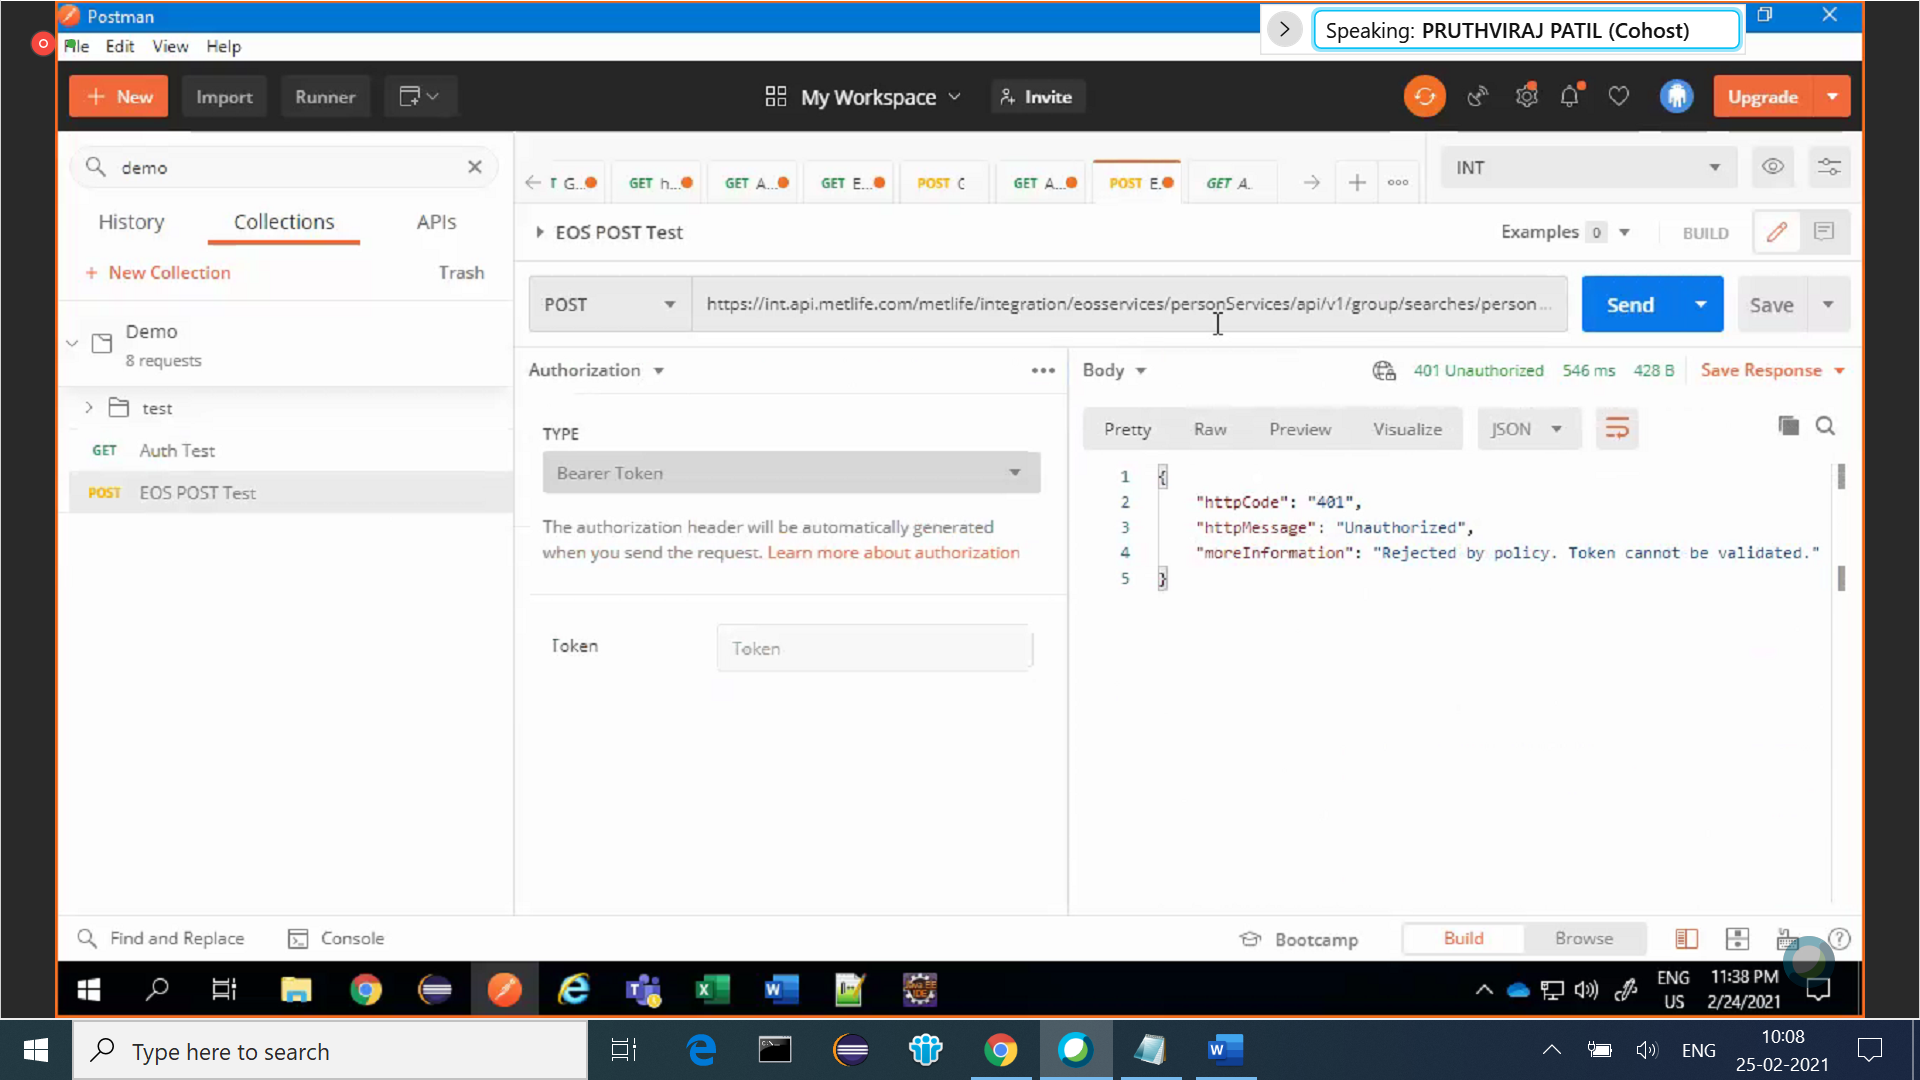 Postman
Speaking: PRUTHVIRAJ PATIL (Cohost)
File Edit View Help
+ New Import Runner My Workspace Invite Upgrade
demo
T G... GET h... GET A... GET E... POST C GET A... POST E. GET A.
INT
History Collections APIs
EOS POST Test
Examples 0 BUILD
+ New Collection Trash
POST https://int.api.metlife.com/metlife/integration/eosservices/personServices/api/v1/group/searches/person ... Send Save
Demo
8 requests
Authorization
Body 401 Unauthorized 546 ms 428 B Save Response
test
GET Auth Test
POST EOS POST Test
TYPE
Bearer Token
The authorization header will be automatically generated
when you send the request. Learn more about authorization
Token Token
Pretty Raw Preview Visualize JSON
1 {
2 "httpCode": "401",
3 "httpMessage": "Unauthorized",
4 "moreInformation": "Rejected by policy. Token cannot be validated."
5 }
Find and Replace Console Bootcamp Build Browse
ENG
US
11:38 PM
2/24/2021
Type here to search
ENG
10:08
25-02-2021